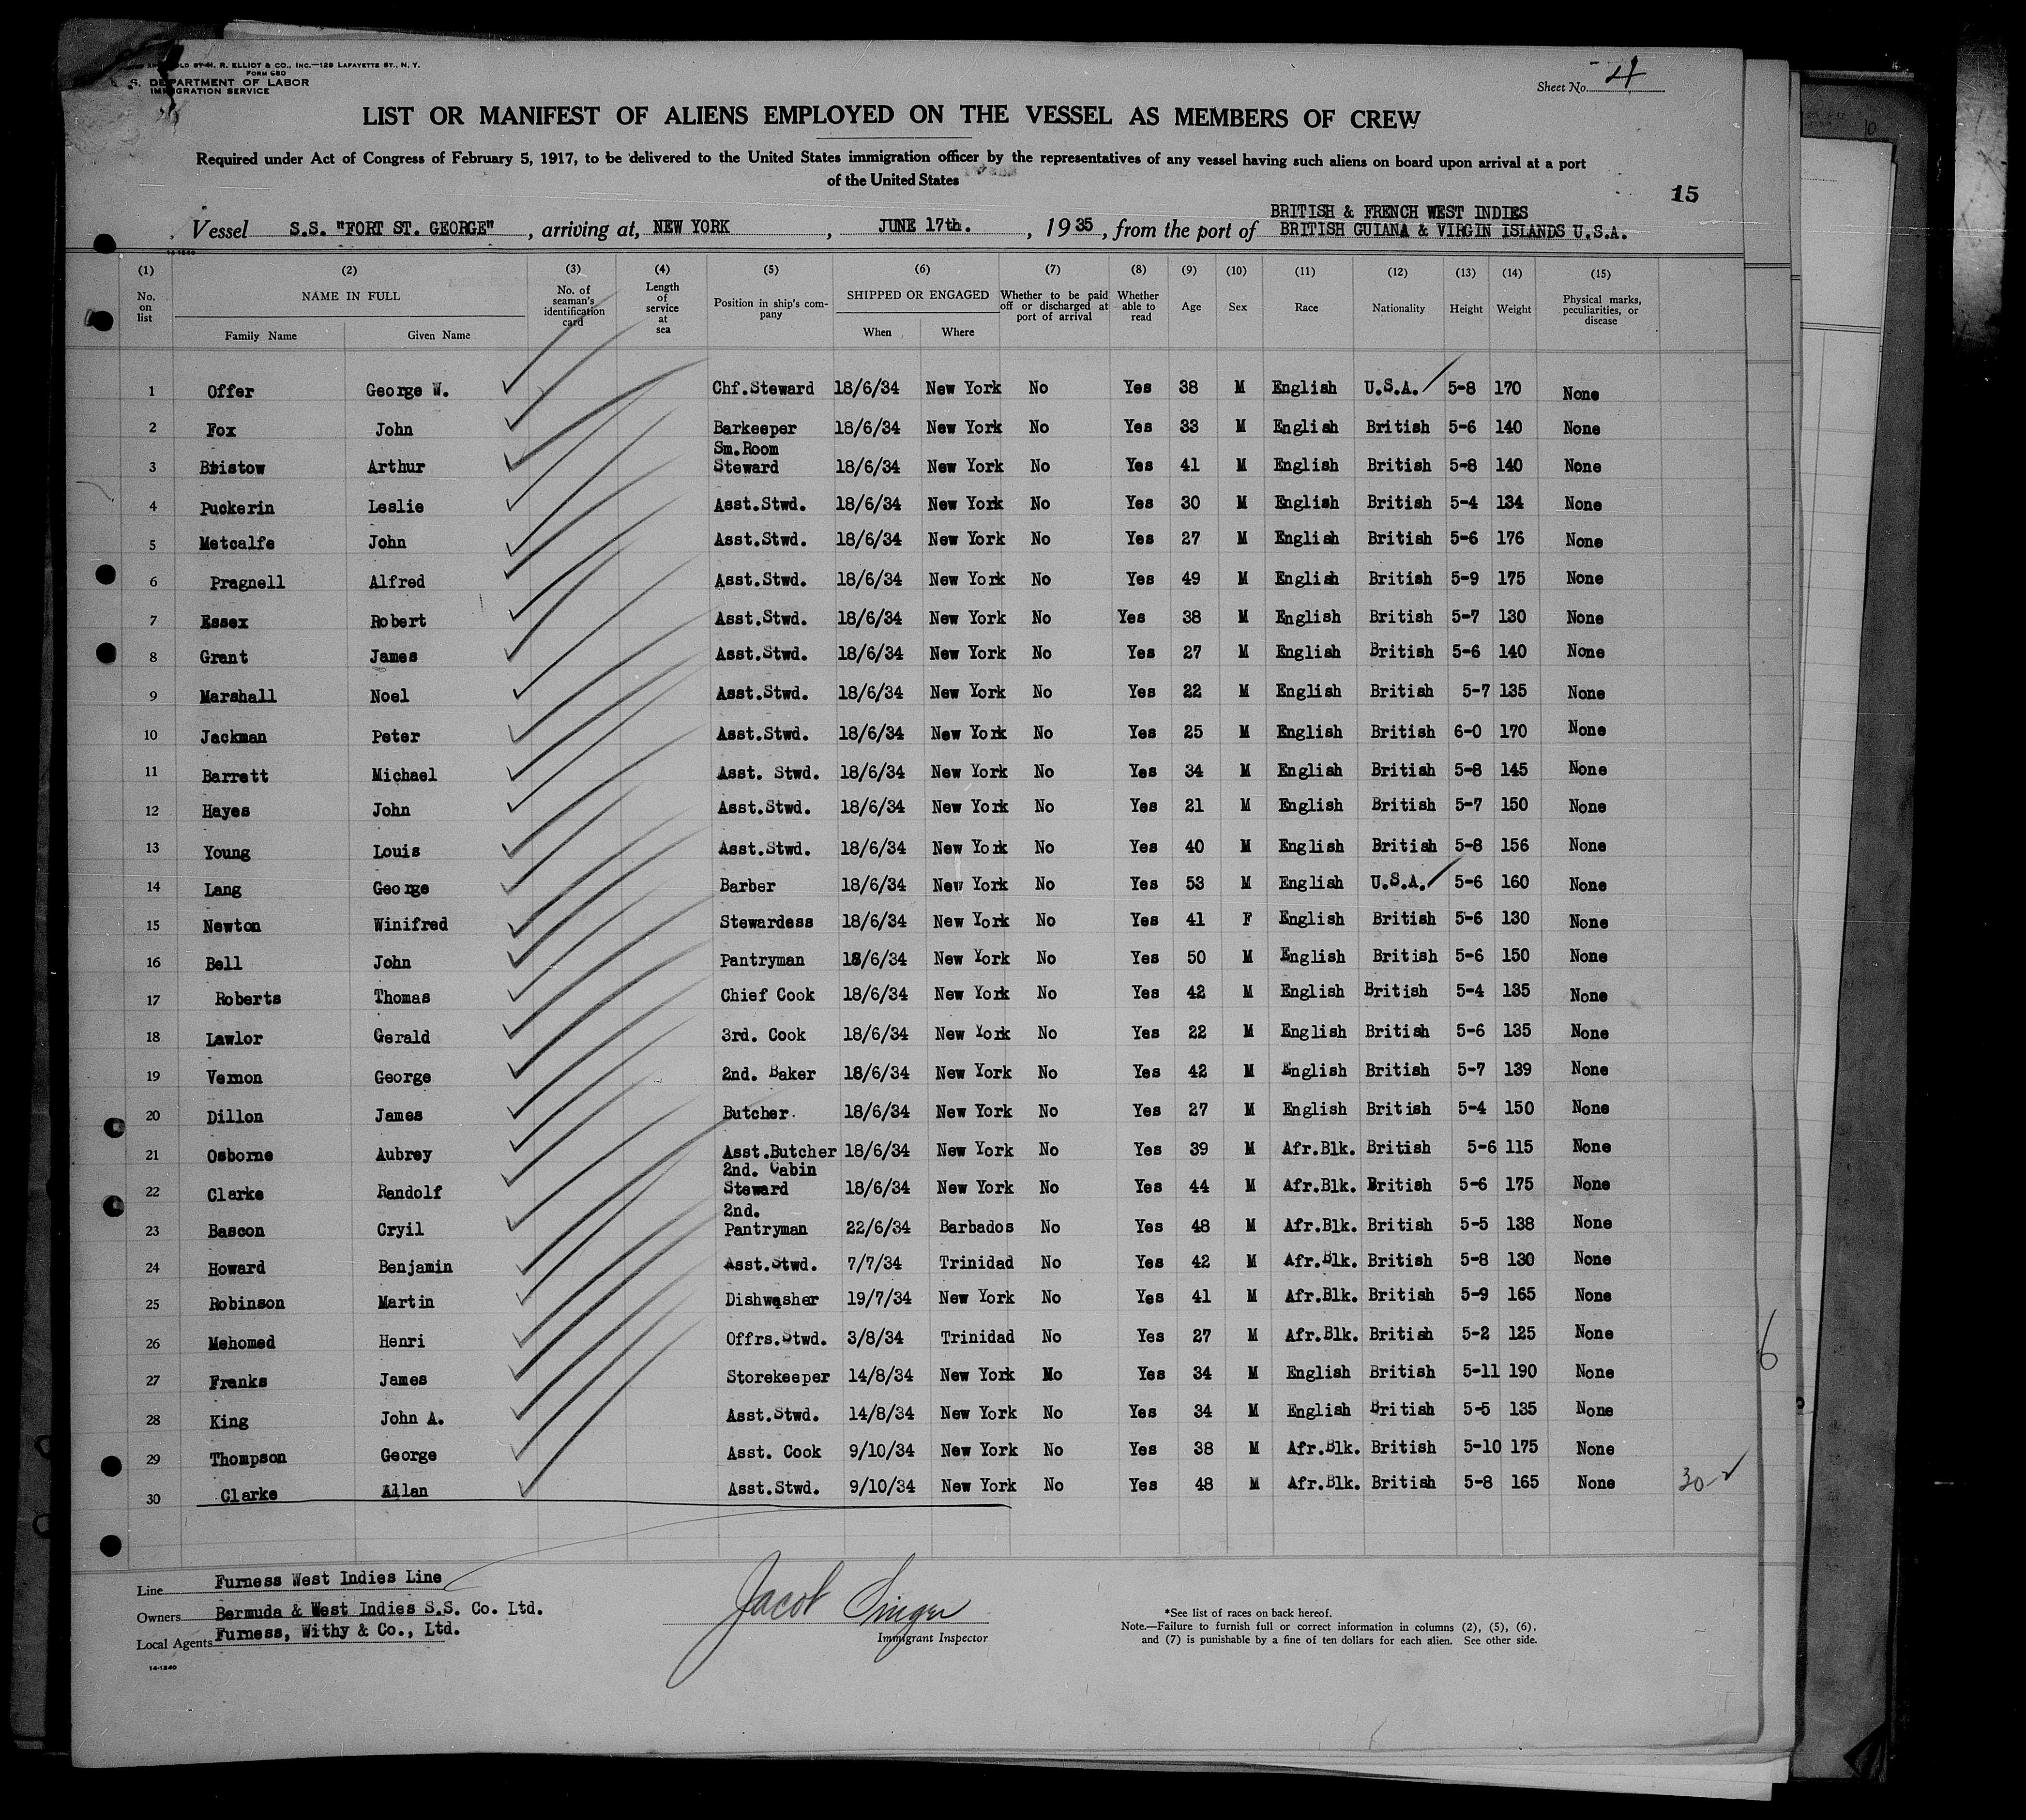 OLD BY H. R. ELLIOT & CO., INC.—129 LAFAYETTE ST., N. Y.
FORM 680
S. DEPARTMENT OF LABOR
IMMIGRATION SERVICE
Sheet No. 4
LIST OR MANIFEST OF ALIENS EMPLOYED ON THE VESSEL AS MEMBERS OF CREW
Required under Act of Congress of February 5, 1917, to be delivered to the United States immigration officer by the representatives of any vessel having such aliens on board upon arrival at a port
of the United States
15
BRITISH & FRENCH WEST INDIES
Vessel S.S. "FORT ST. GEORGE", arriving at, NEW YORK, JUNE 17th., 1935, from the port of BRITISH GUIANA & VIRGIN ISLANDS U.S.A.
14-1240
(1) (2) (3) (4) (5) (6) (7) (8) (9) (10) (11) (12) (13) (14) (15)
No. on list NAME IN FULL Family Name Given Name No. of seaman's identification card Length of service at sea Position in ship's company SHIPPED OR ENGAGED When Where Whether to be paid off or discharged at port of arrival Whether able to read Age Sex Race Nationality Height Weight Physical marks, peculiarities, or disease
1 Offer George W. Chf.Steward 18/6/34 New York No Yes 38 M English U.S.A. 5-8 170 None
2 Fox John Barkeeper 18/6/34 New York No Yes 33 M English British 5-6 140 None
3 Bristow Arthur Sm.Room Steward 18/6/34 New York No Yes 41 M English British 5-8 140 None
4 Puckerin Leslie Asst.Stwd. 18/6/34 New York No Yes 30 M English British 5-4 134 None
5 Metcalfe John Asst.Stwd. 18/6/34 New York No Yes 27 M English British 5-6 176 None
6 Pragnell Alfred Asst.Stwd. 18/6/34 New York No Yes 49 M English British 5-9 175 None
7 Essex Robert Asst.Stwd. 18/6/34 New York No Yes 38 M English British 5-7 130 None
8 Grant James Asst.Stwd. 18/6/34 New York No Yes 27 M English British 5-6 140 None
9 Marshall Noel Asst.Stwd. 18/6/34 New York No Yes 22 M English British 5-7 135 None
10 Jackman Peter Asst.Stwd. 18/6/34 New York No Yes 25 M English British 6-0 170 None
11 Barrett Michael Asst. Stwd. 18/6/34 New York No Yes 34 M English British 5-8 145 None
12 Hayes John Asst.Stwd. 18/6/34 New York No Yes 21 M English British 5-7 150 None
13 Young Louis Asst.Stwd. 18/6/34 New York No Yes 40 M English British 5-8 156 None
14 Lang George Barber 18/6/34 New York No Yes 53 M English U.S.A. 5-6 160 None
15 Newton Winifred Stewardess 18/6/34 New York No Yes 41 F English British 5-6 130 None
16 Bell John Pantryman 18/6/34 New York No Yes 50 M English British 5-6 150 None
17 Roberts Thomas Chief Cook 18/6/34 New York No Yes 42 M English British 5-4 135 None
18 Lawlor Gerald 3rd. Cook 18/6/34 New York No Yes 22 M English British 5-6 135 None
19 Vernon George 2nd. Baker 18/6/34 New York No Yes 42 M English British 5-7 139 None
20 Dillon James Butcher. 18/6/34 New York No Yes 27 M English British 5-4 150 None
21 Osborne Aubrey Asst.Butcher 18/6/34 New York No Yes 39 M Afr.Blk. British 5-6 115 None
22 Clarke Randolf 2nd. Cabin Steward 18/6/34 New York No Yes 44 M Afr.Blk. British 5-6 175 None
23 Bascon Cryil 2nd. Pantryman 22/6/34 Barbados No Yes 48 M Afr.Blk. British 5-5 138 None
24 Howard Benjamin Asst.Stwd. 7/7/34 Trinidad No Yes 42 M Afr.Blk. British 5-8 130 None
25 Robinson Martin Dishwasher 19/7/34 New York No Yes 41 M Afr.Blk. British 5-9 165 None
26 Mehomed Henri Offrs.Stwd. 3/8/34 Trinidad No Yes 27 M Afr.Blk. British 5-2 125 None
27 Franks James Storekeeper 14/8/34 New York No Yes 34 M English British 5-11 190 None
28 King John A. Asst.Stwd. 14/8/34 New York No Yes 34 M English British 5-5 135 None
29 Thompson George Asst. Cook 9/10/34 New York No Yes 38 M Afr.Blk. British 5-10 175 None
30 Clarke Allan Asst.Stwd. 9/10/34 New York No Yes 48 M Afr.Blk. British 5-8 165 None 30
6
Line Furness West Indies Line
Owners Bermuda & West Indies S.S. Co. Ltd.
Local Agents Furness, Withy & Co., Ltd.
14-1240
Jacob Singer
Immigrant Inspector
*See list of races on back hereof.
Note.—Failure to furnish full or correct information in columns (2), (5), (6),
and (7) is punishable by a fine of ten dollars for each alien. See other side.